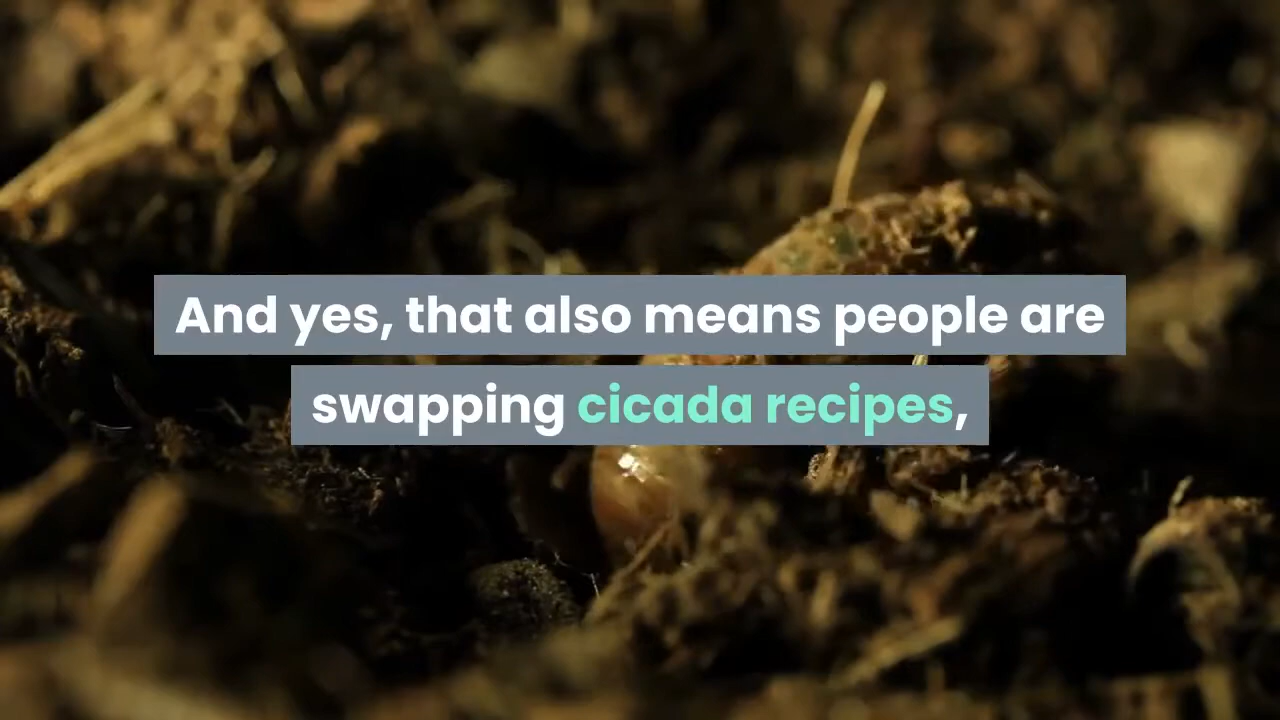 And yes, that also means people are
swapping cicada recipes,